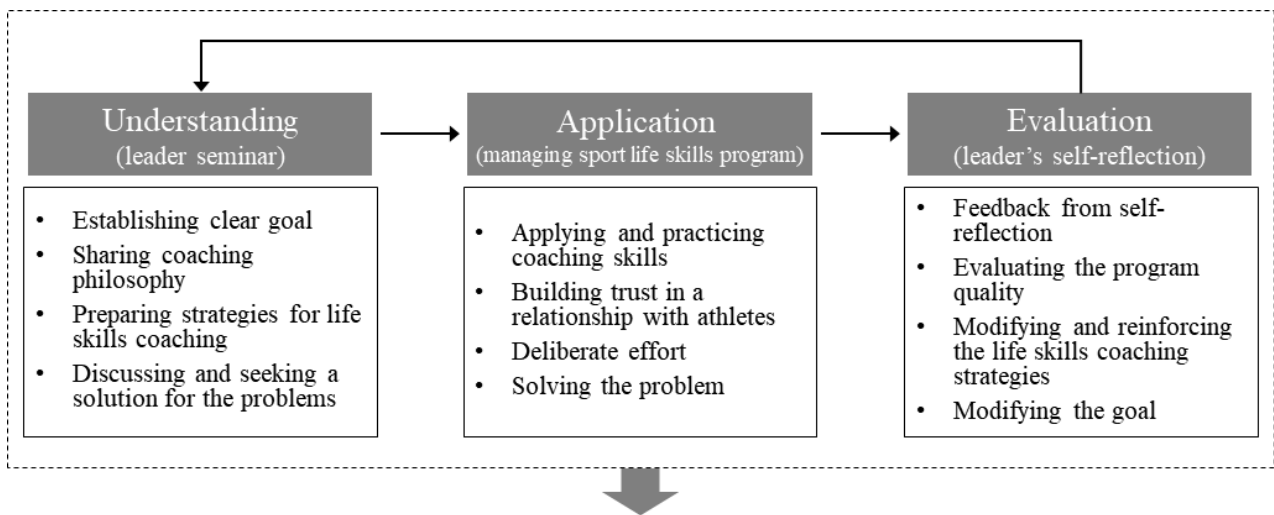 Understanding
(leader seminar)
• Establishing clear goal
• Sharing coaching
philosophy
• Preparing strategies for life
skills coaching
• Discussing and seeking a
solution for the problems
Application
(managing sport life skills program)
• Applying and practicing
coaching skills
• Building trust in a
relationship with athletes
• Deliberate effort
• Solving the problem
Evaluation
(leader’s self-reflection)
• Feedback from self-
reflection
• Evaluating the program
quality
• Modifying and reinforcing
the life skills coaching
strategies
• Modifying the goal